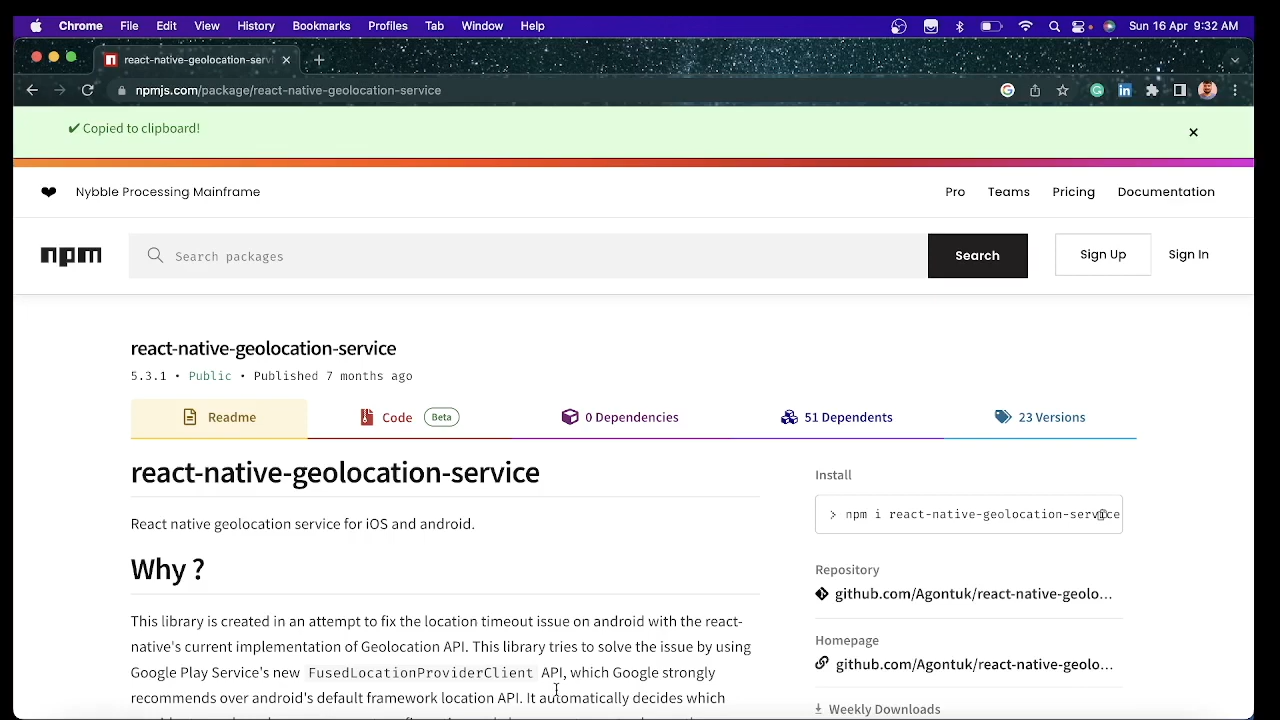 Chrome File Edit View History Bookmarks Profiles Tab Window Help Sun 16 Apr 9:32 AM
react-native-geolocation-servi
npmjs.com/package/react-native-geolocation-service
✔ Copied to clipboard! ×
❤ Nybble Processing Mainframe Pro Teams Pricing Documentation
npm Search packages Search Sign Up Sign In
react-native-geolocation-service
5.3.1 • Public • Published 7 months ago
Readme Code Beta 0 Dependencies 51 Dependents 23 Versions
react-native-geolocation-service
React native geolocation service for iOS and android.
Why ?
This library is created in an attempt to fix the location timeout issue on android with the react-
native's current implementation of Geolocation API. This library tries to solve the issue by using
Google Play Service's new FusedLocationProviderClient API, which Google strongly
recommends over android's default framework location API. It automatically decides which
Install
> npm i react-native-geolocation-service
Repository
github.com/Agontuk/react-native-geolo...
Homepage
github.com/Agontuk/react-native-geolo...
Weekly Downloads